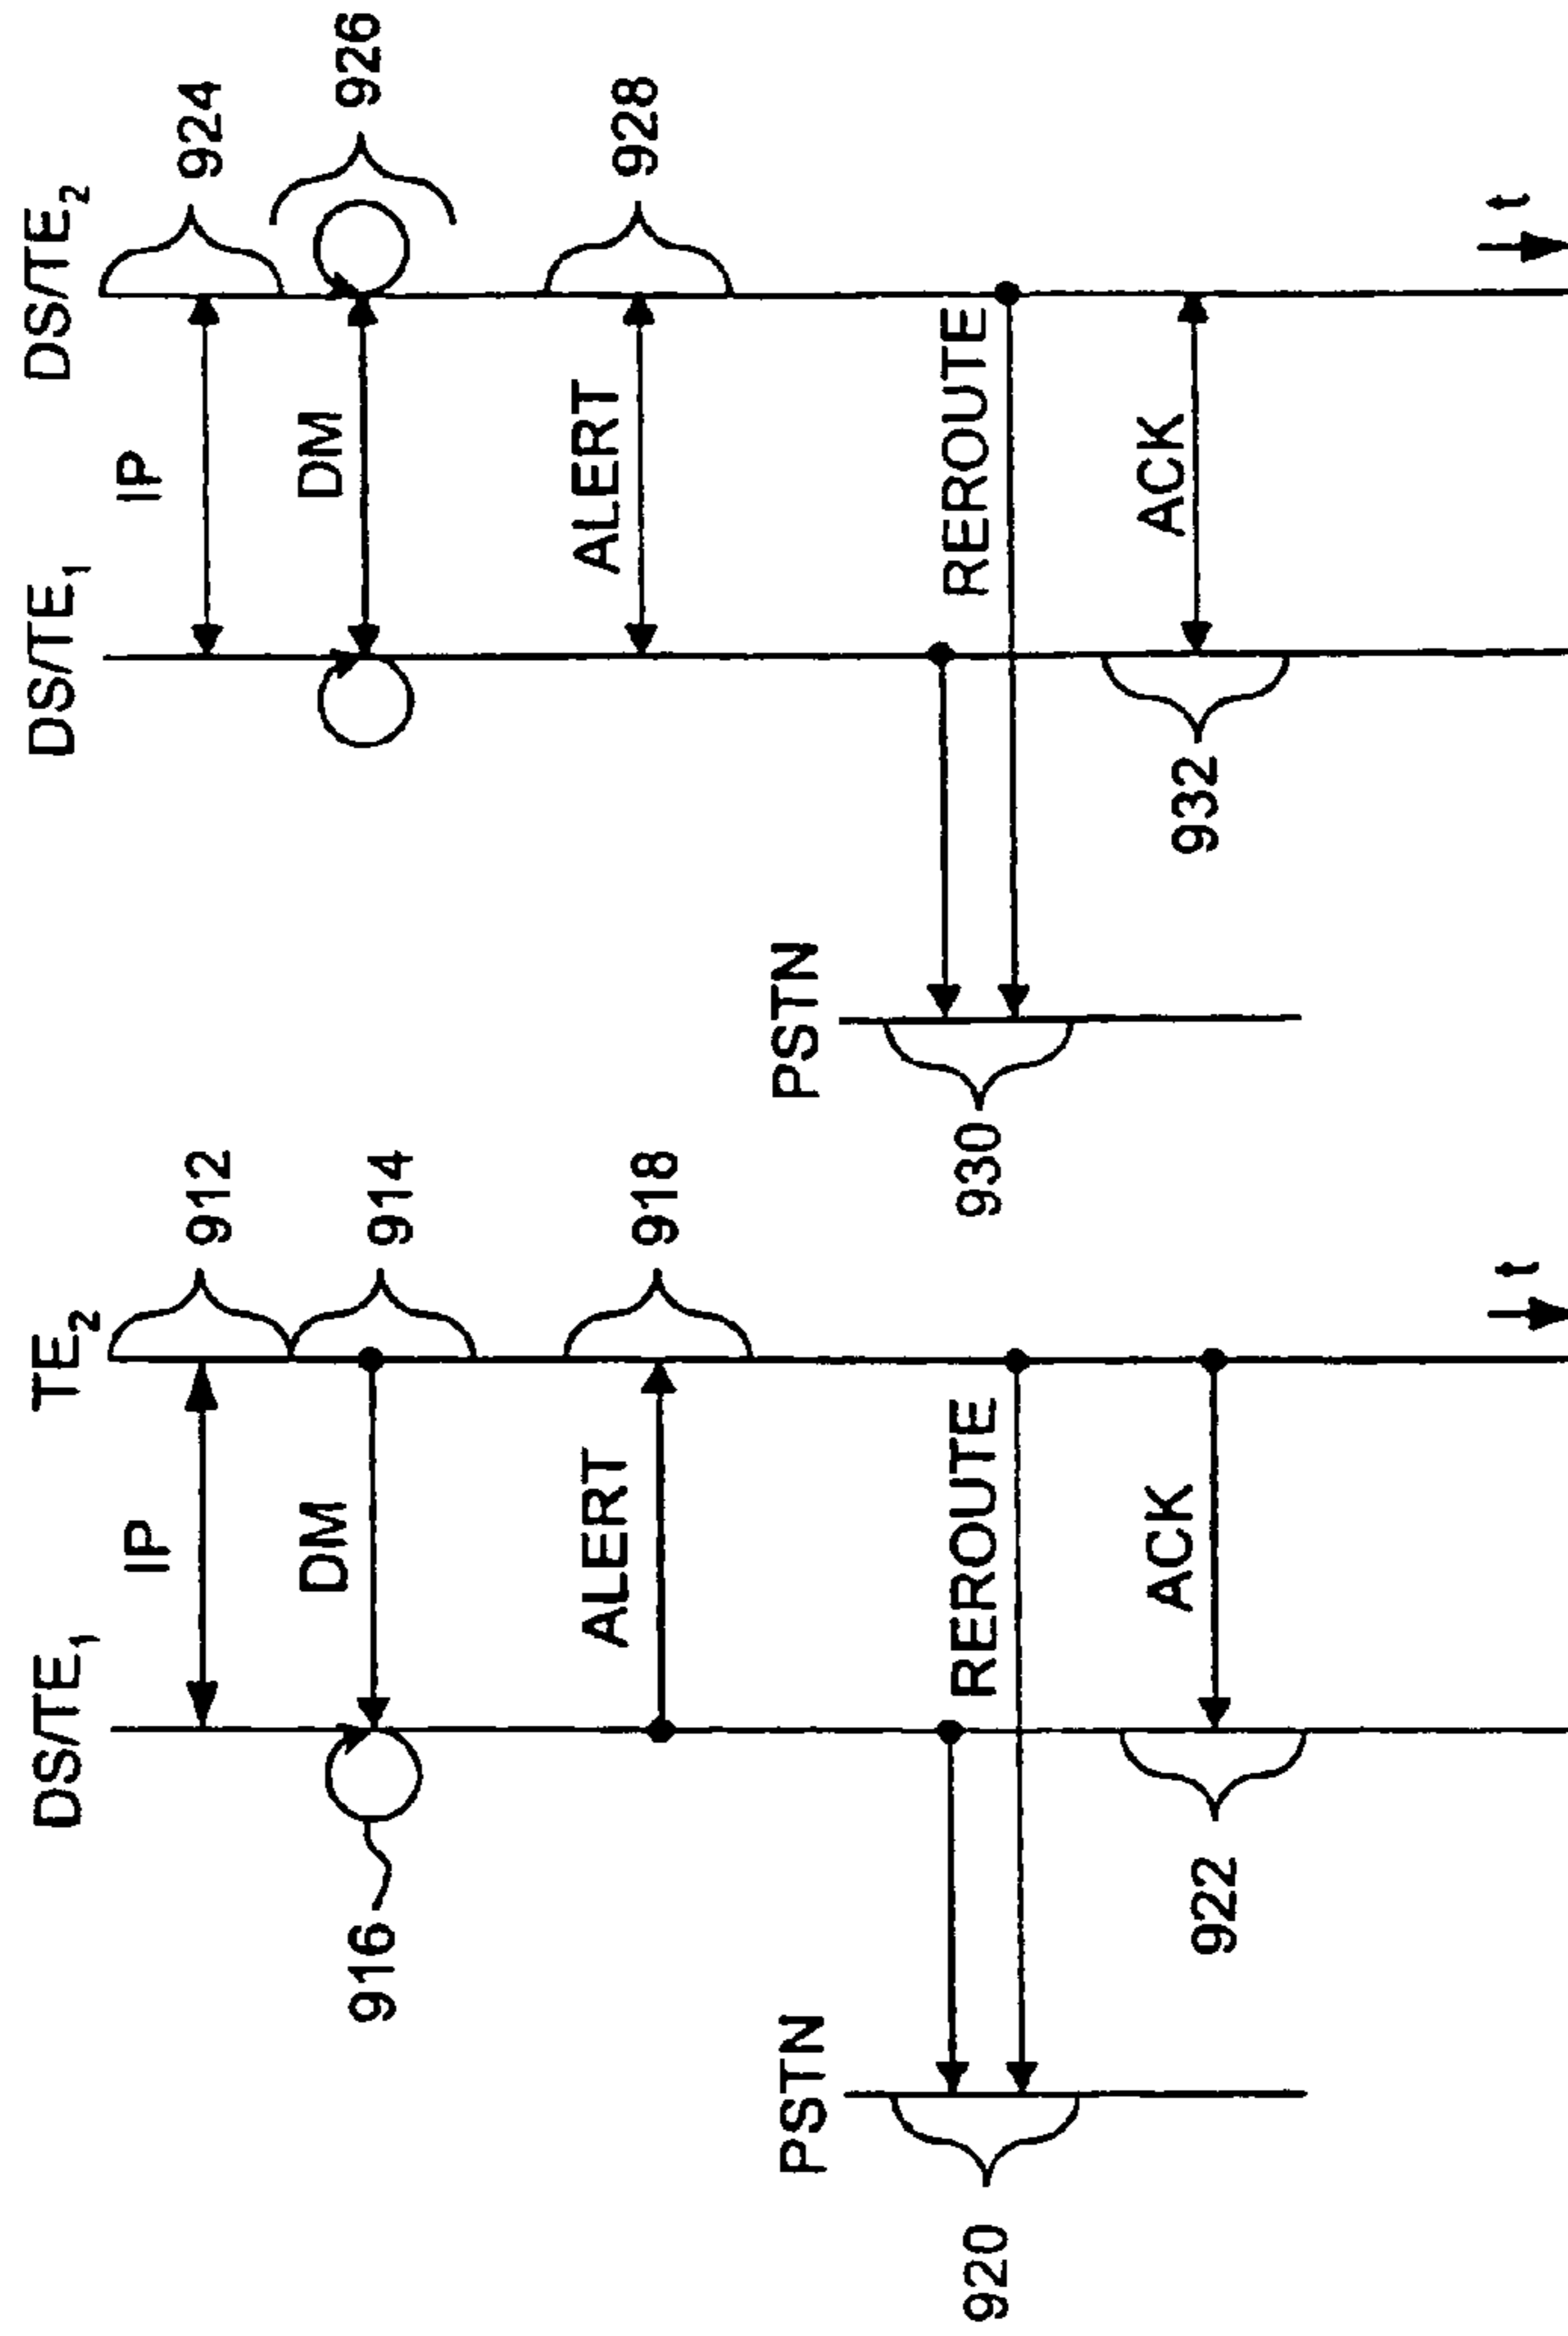 DS/TE1
TE2
IP
912
DM
914
916
ALERT
918
PSTN
REROUTE
920
ACK
922
t
DS/TE1
DS/TE2
IP
924
DM
926
ALERT
928
PSTN
REROUTE
930
ACK
932
t